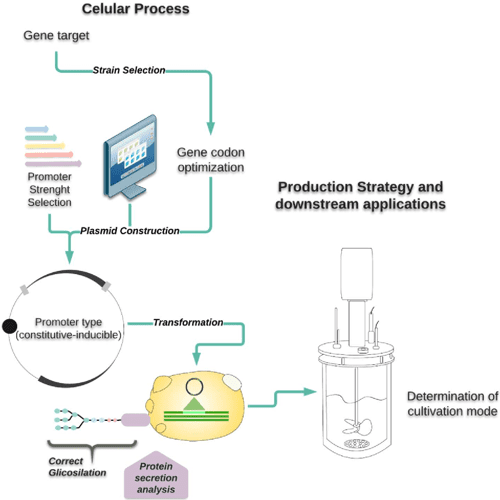 Celular Process
Gene target
Strain Selection
Gene codon
optimization
Promoter
Strenght
Selection
Plasmid Construction
Production Strategy and
downstream applications
Promoter type
(constitutive-inducible)
Transformation
Determination of
cultivation mode
Correct
Glicosilation
Protein
secretion
analysis